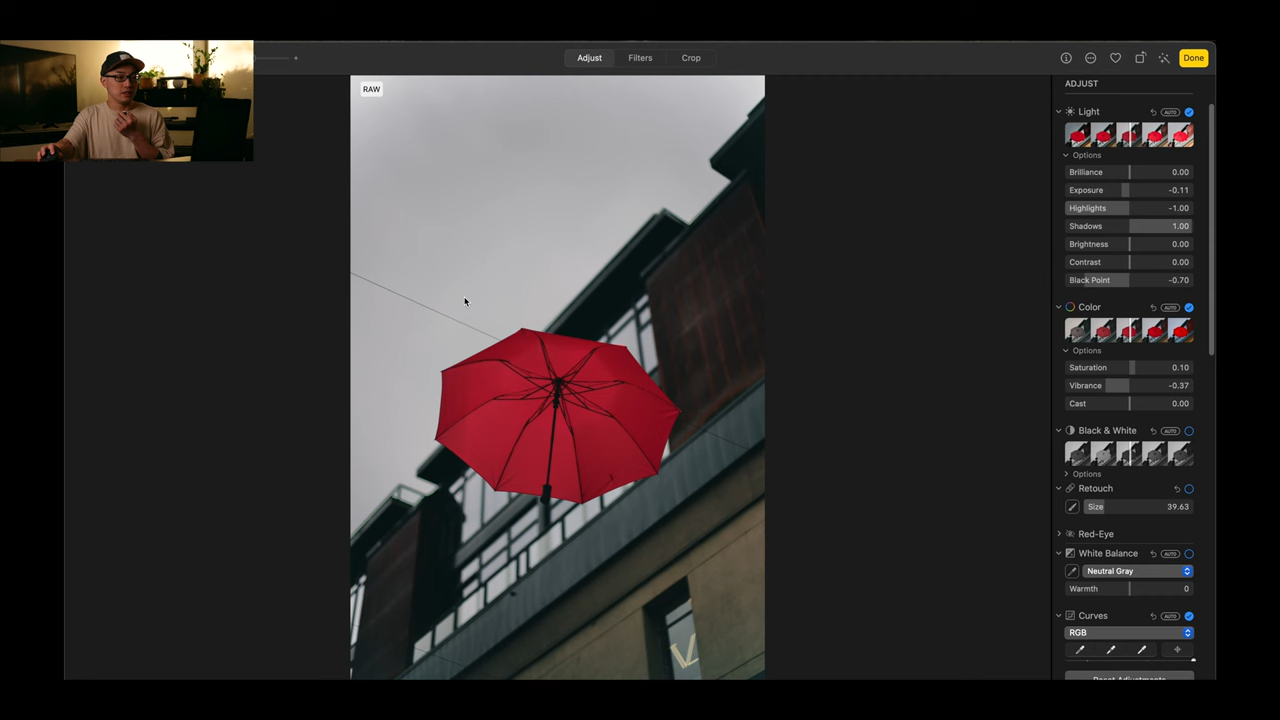 Adjust Filters Crop
Done
RAW
ADJUST
Light AUTO
Options
Brilliance 0.00
Exposure -0.11
Highlights -1.00
Shadows 1.00
Brightness 0.00
Contrast 0.00
Black Point -0.70
Color AUTO
Options
Saturation 0.10
Vibrance -0.37
Cast 0.00
Black & White AUTO
Options
Retouch
Size 39.63
Red-Eye
White Balance AUTO
Neutral Gray
Warmth 0
Curves AUTO
RGB
Reset Adjustments